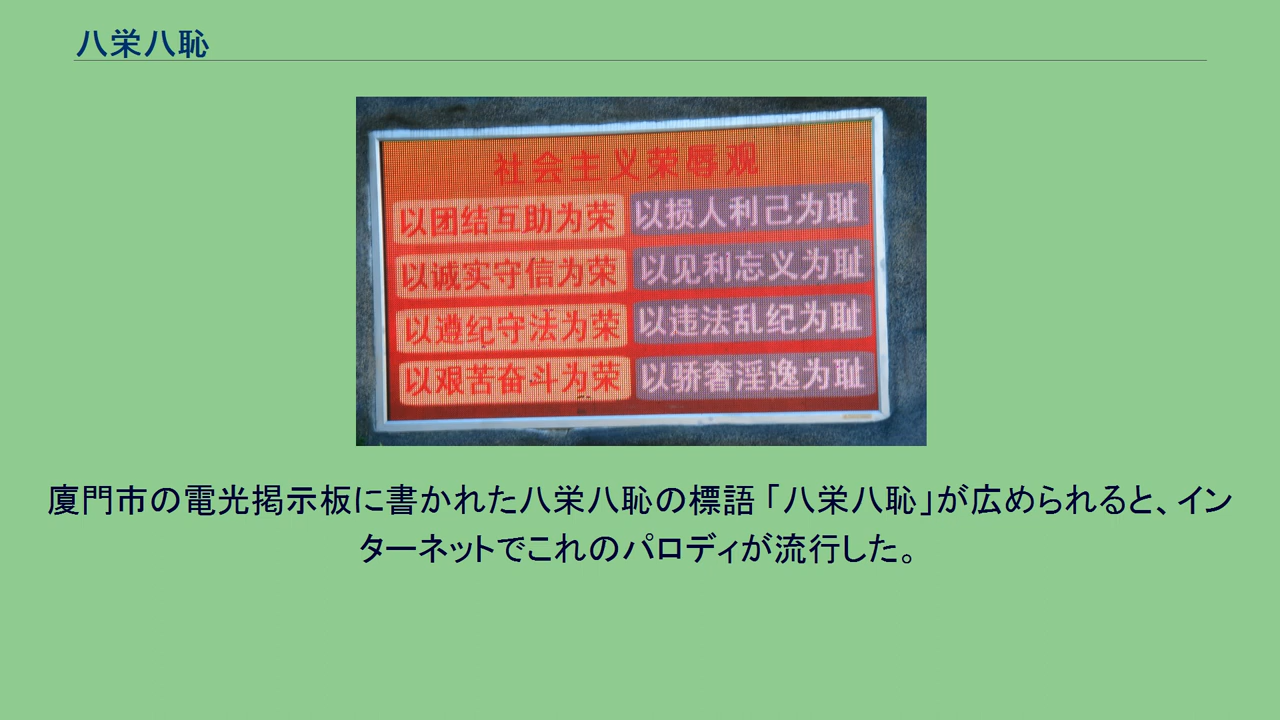 八栄八恥
社会主义荣辱观
以团结互助为荣 以损人利己为耻
以诚实守信为荣 以见利忘义为耻
以遵纪守法为荣 以违法乱纪为耻
以艰苦奋斗为荣 以骄奢淫逸为耻
廈門市の電光掲示板に書かれた八栄八恥の標語「八栄八恥」が広められると、イン
ターネットでこれのパロディが流行した。